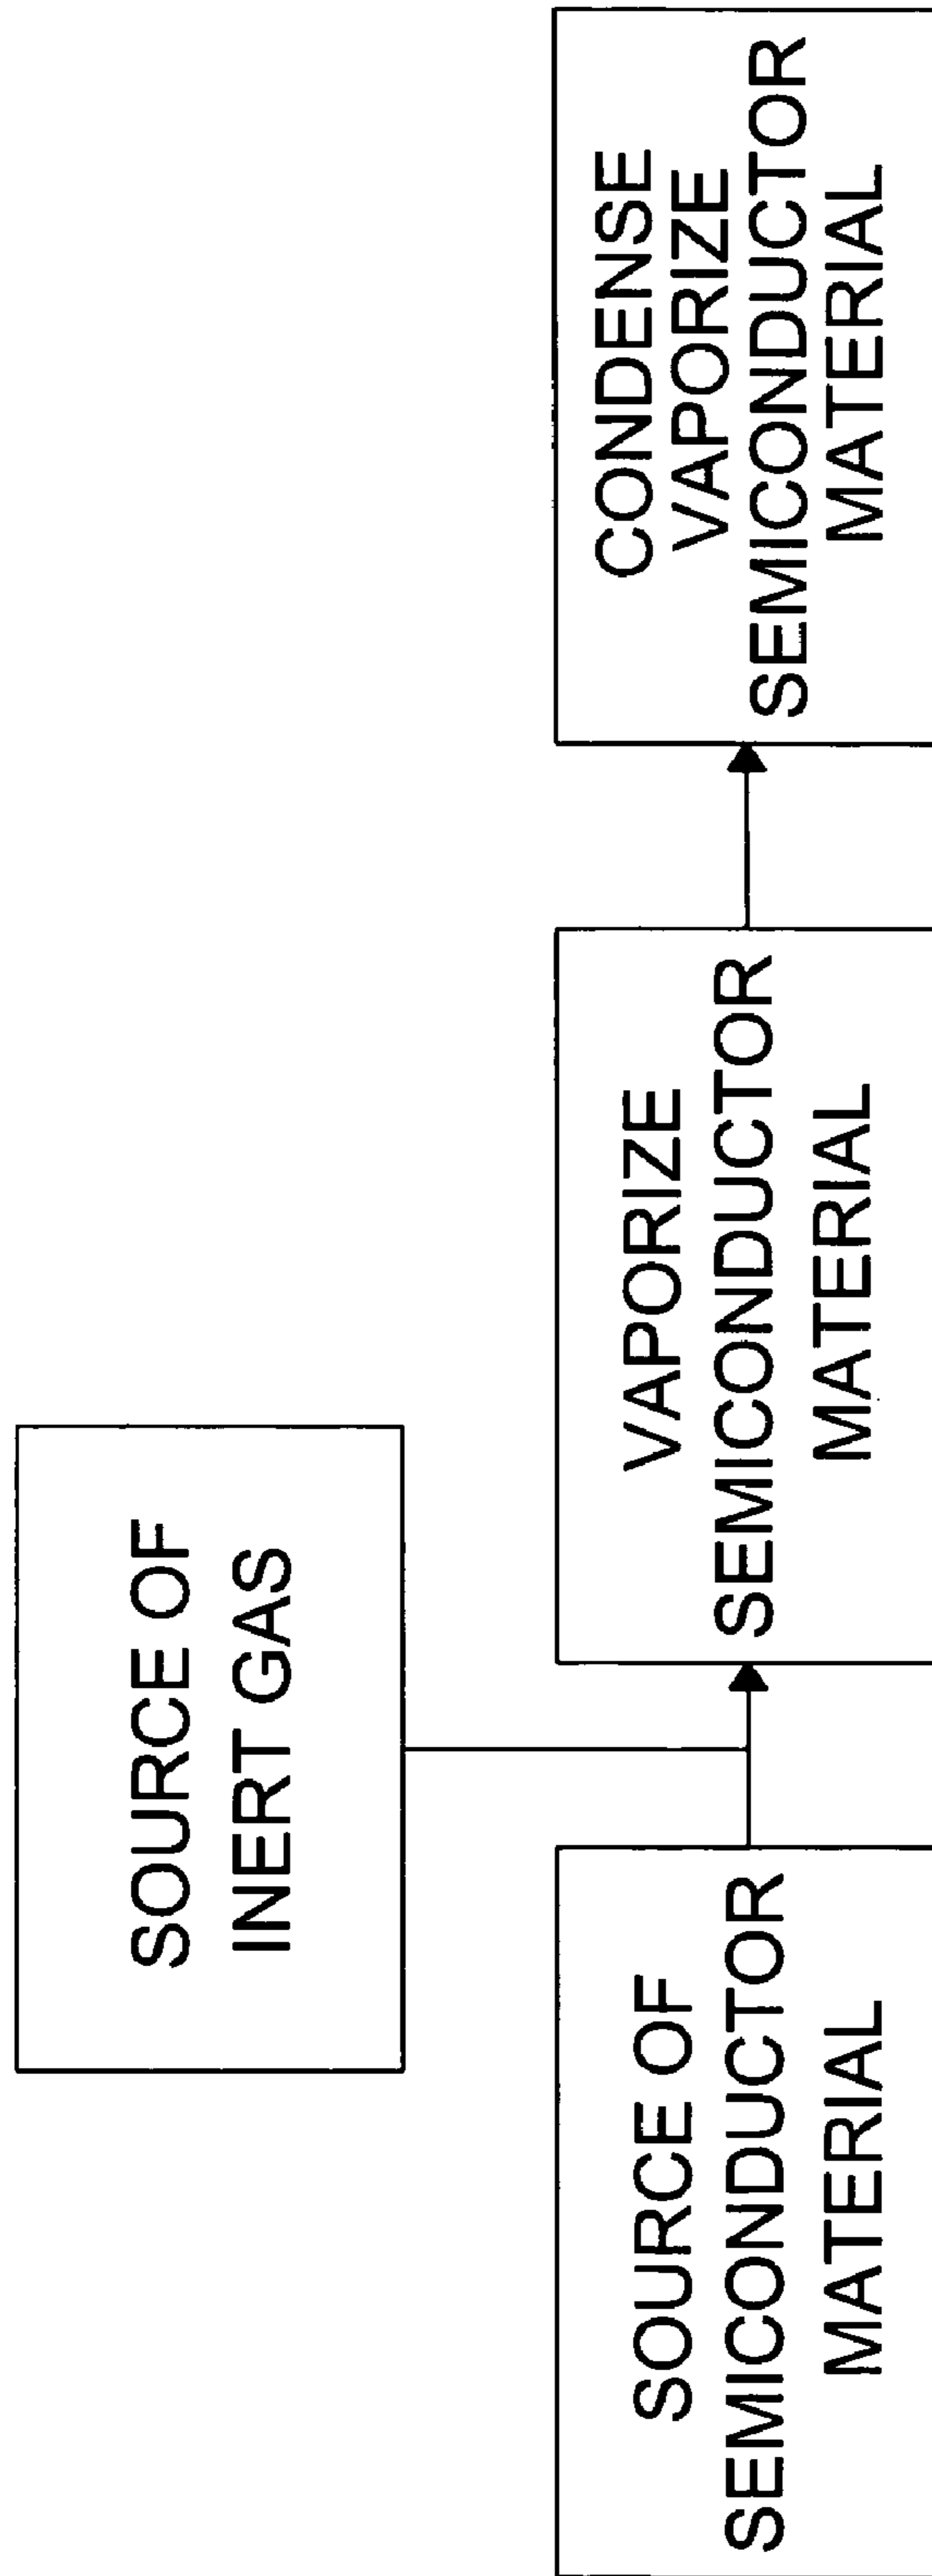 SOURCE OF
INERT GAS
SOURCE OF
SEMICONDUCTOR
MATERIAL
VAPORIZE
SEMICONDUCTOR
MATERIAL
CONDENSE
VAPORIZE
SEMICONDUCTOR
MATERIAL